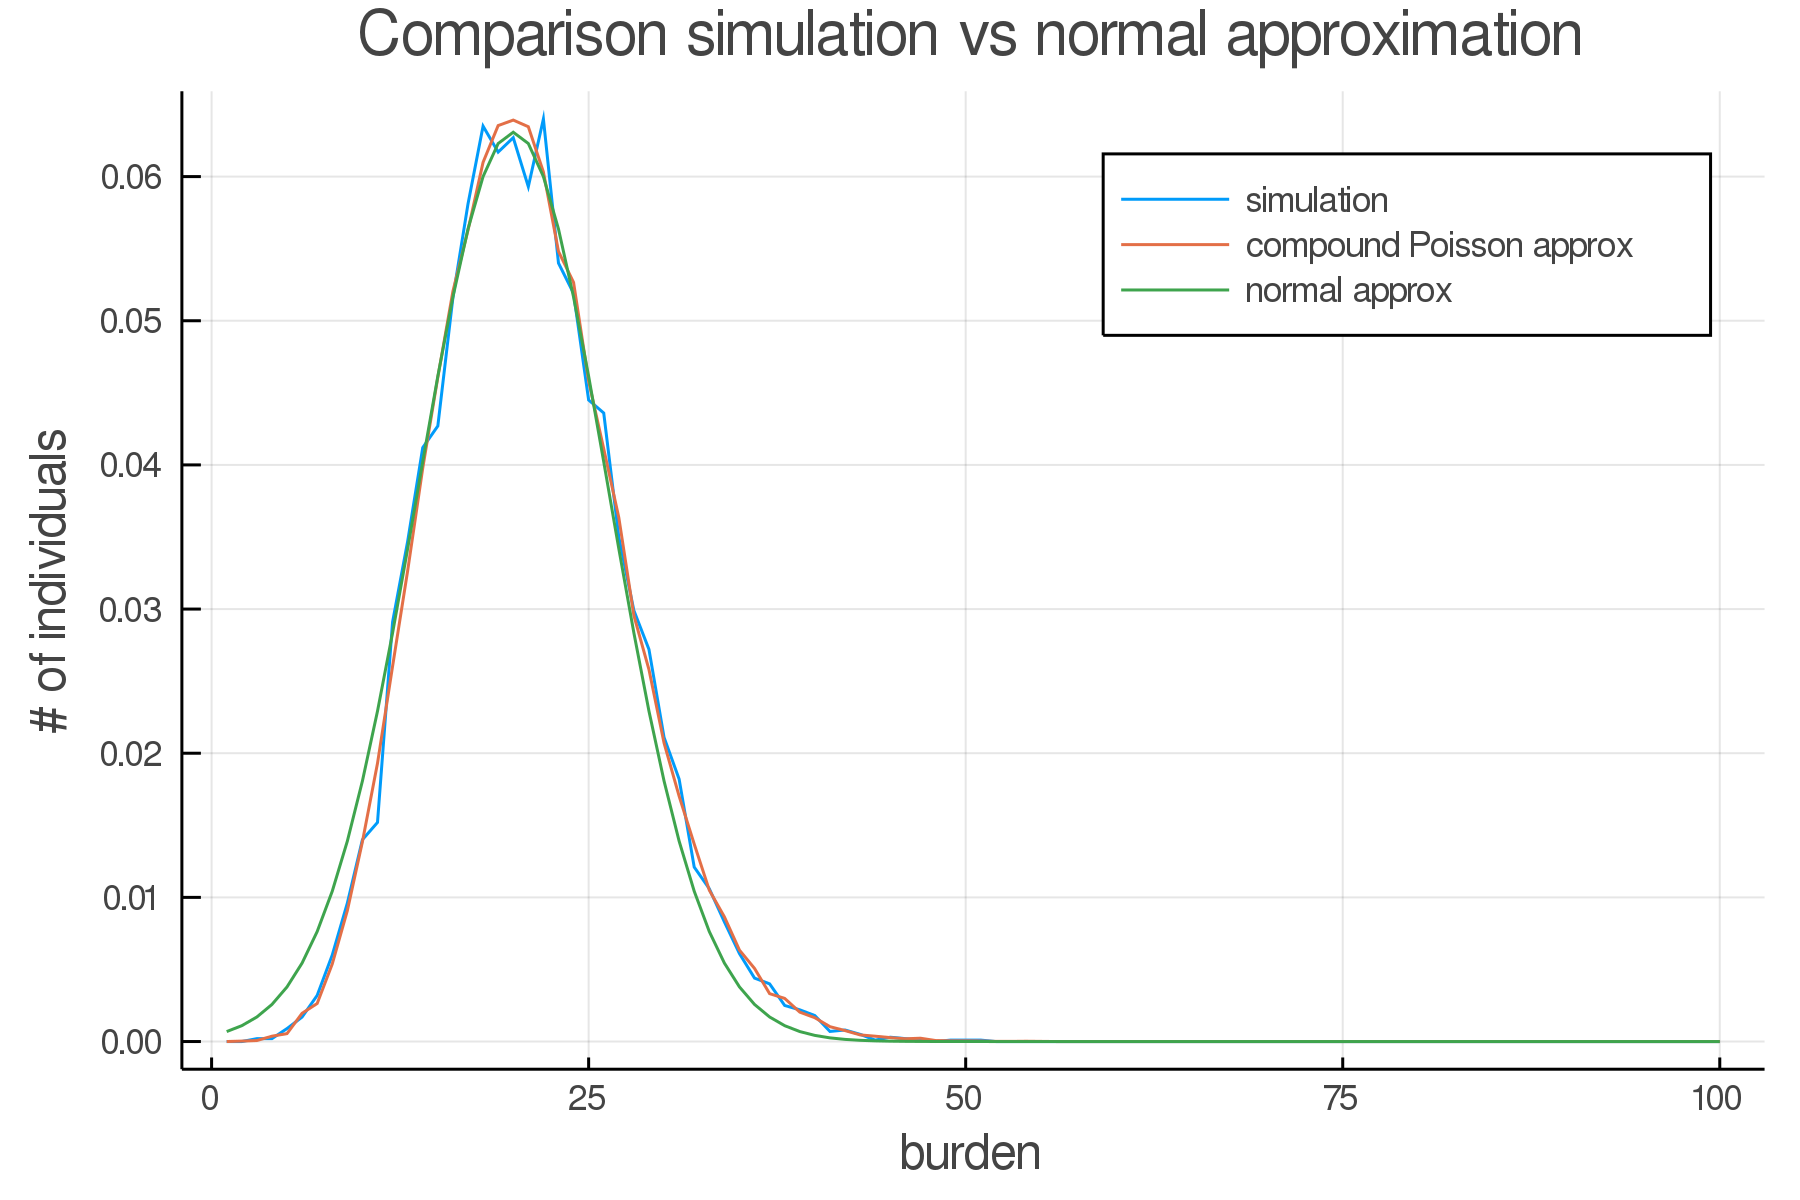 Comparison simulation vs normal approximation
simulation
compound Poisson approx
normal approx
# of individuals
0.06
0.05
0.04
0.03
0.02
0.01
0.00
0 25 50 75 100
burden